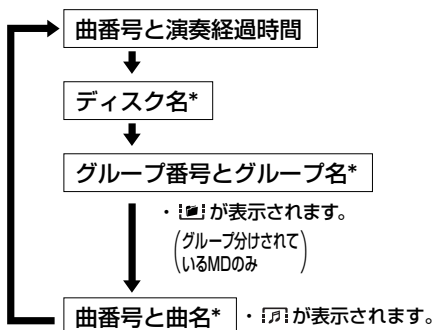 曲番号と演奏経過時間
ディスク名*
グループ番号とグループ名*
・が表示されます。
(グループ分けされて
いるMDのみ)
曲番号と曲名* ・が表示されます。